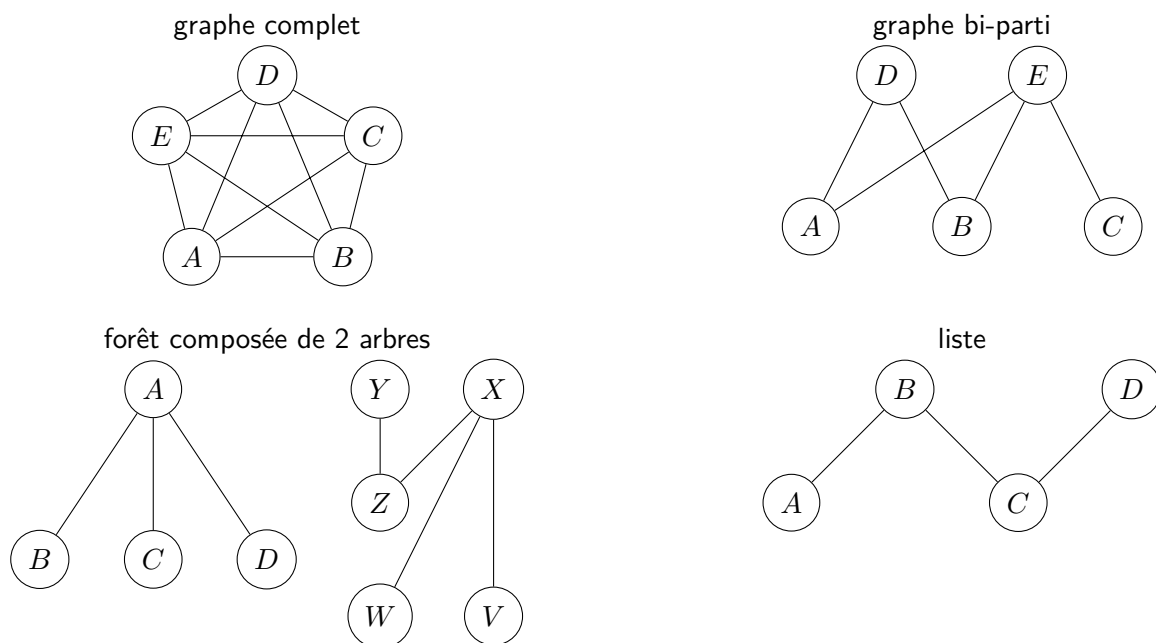 graphe complet
D
E
C
A
B
graphe bi-parti
D
E
A
B
C
forêt composée de 2 arbres
A
Y
X
Z
B
C
D
W
V
liste
B
D
A
C